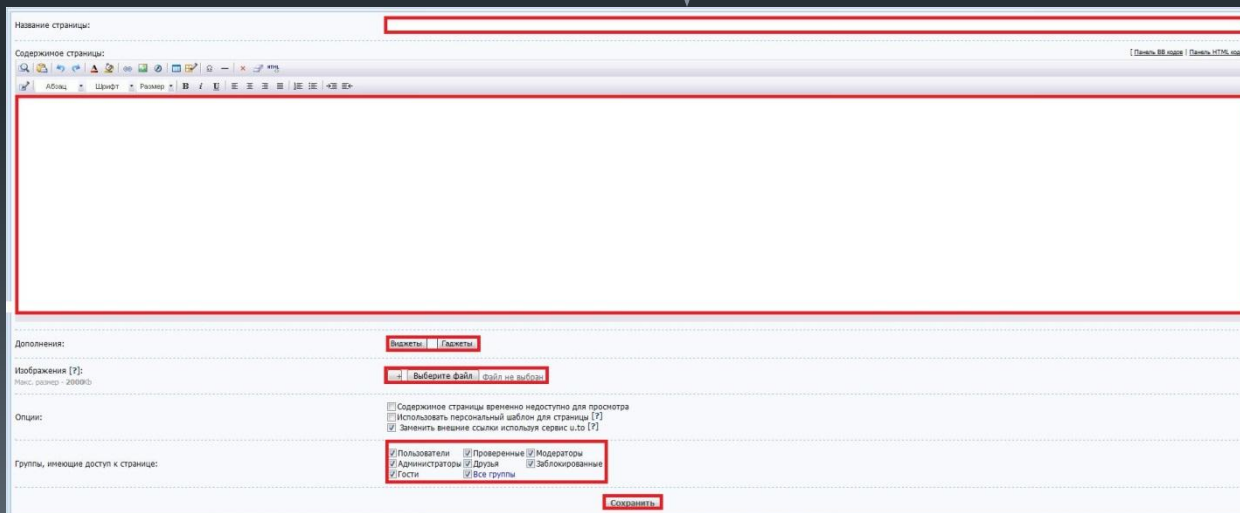 Название страницы:
Содержимое страницы:
[ Панель BB кодов | Панель HTML код
Абзац Шрифт Размер B I U
Дополнения: Виджеты Гаджеты
Изображения [?]: + Выберите файл Файл не выбран
Макс. размер - 2000Kb
Содержимое страницы временно недоступно для просмотра
Опции: Использовать персональный шаблон для страницы [?]
Заменить внешние ссылки используя сервис u.to [?]
Пользователи Проверенные Модераторы
Группы, имеющие доступ к странице: Администраторы Друзья Заблокированные
Гости Все группы
Сохранить